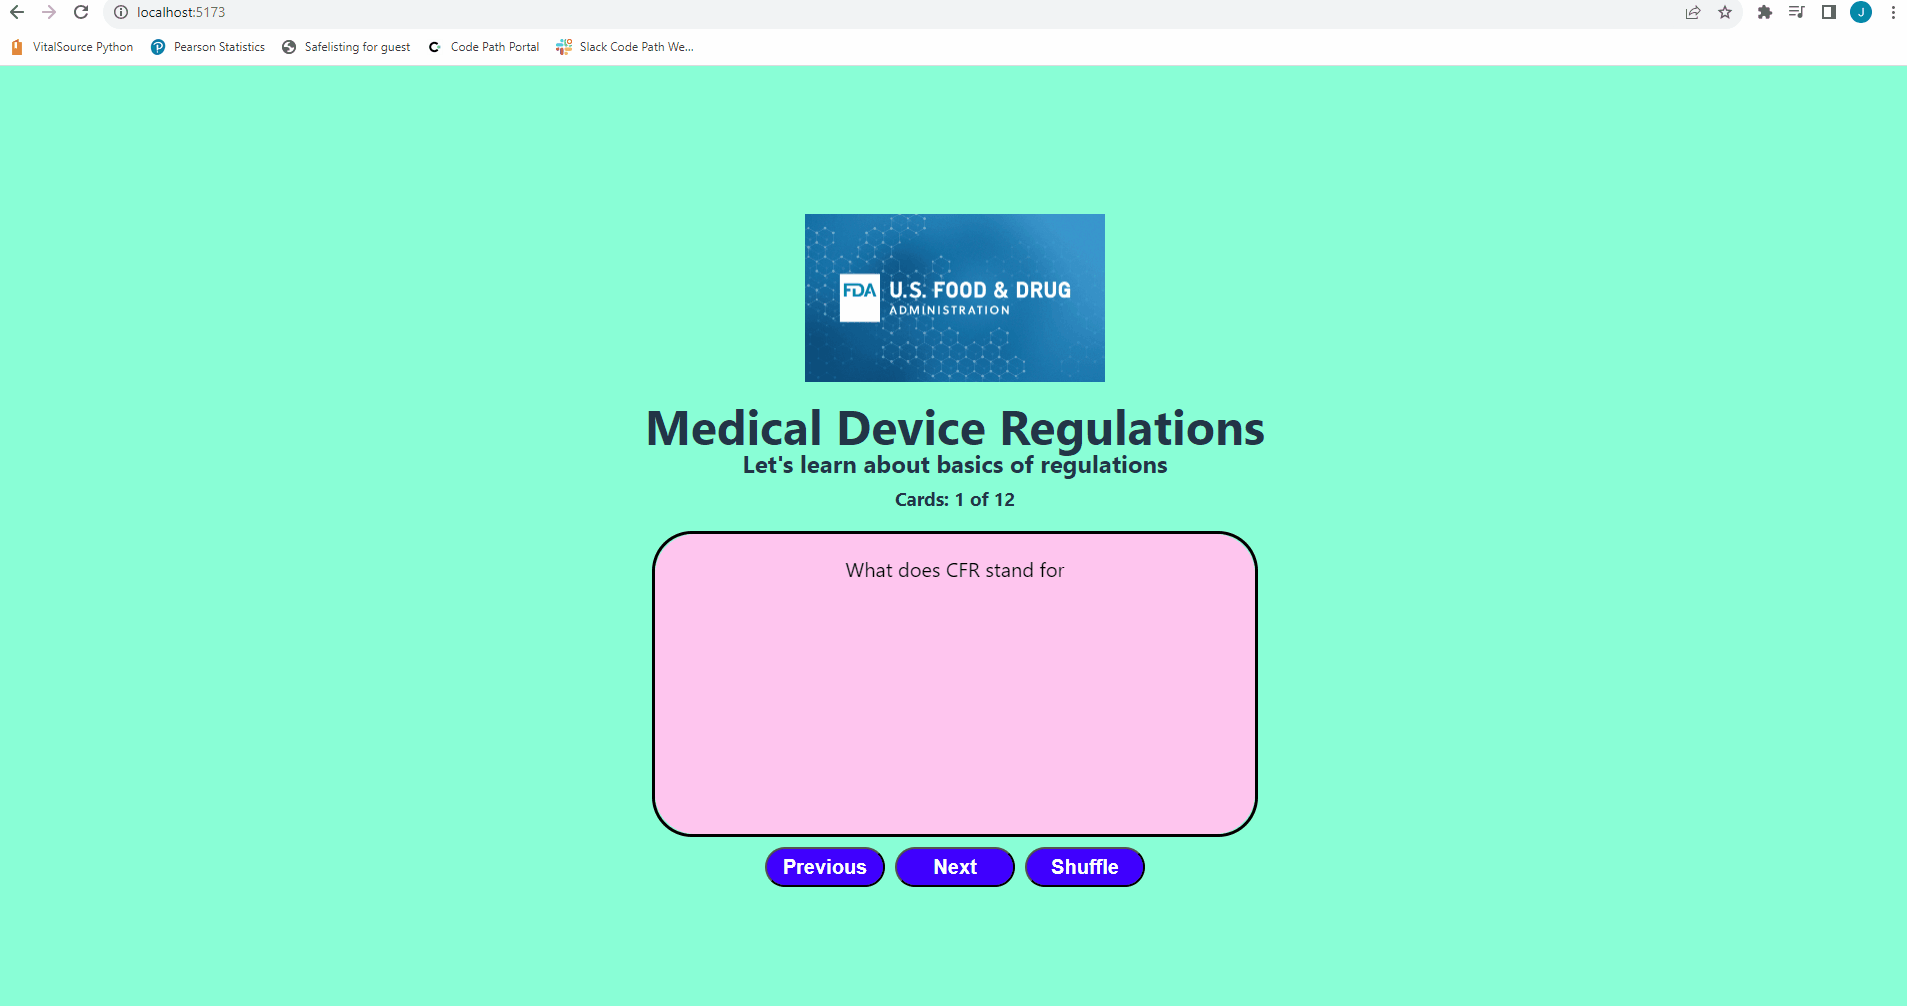 localhost:5173
J
VitalSource Python
P Pearson Statistics
Safelisting for guest
C Code Path Portal
Slack Code Path We...
FDA U.S. FOOD & DRUG
ADMINISTRATION
Medical Device Regulations
Let's learn about basics of regulations
Cards: 1 of 12
What does CFR stand for
Previous Next Shuffle